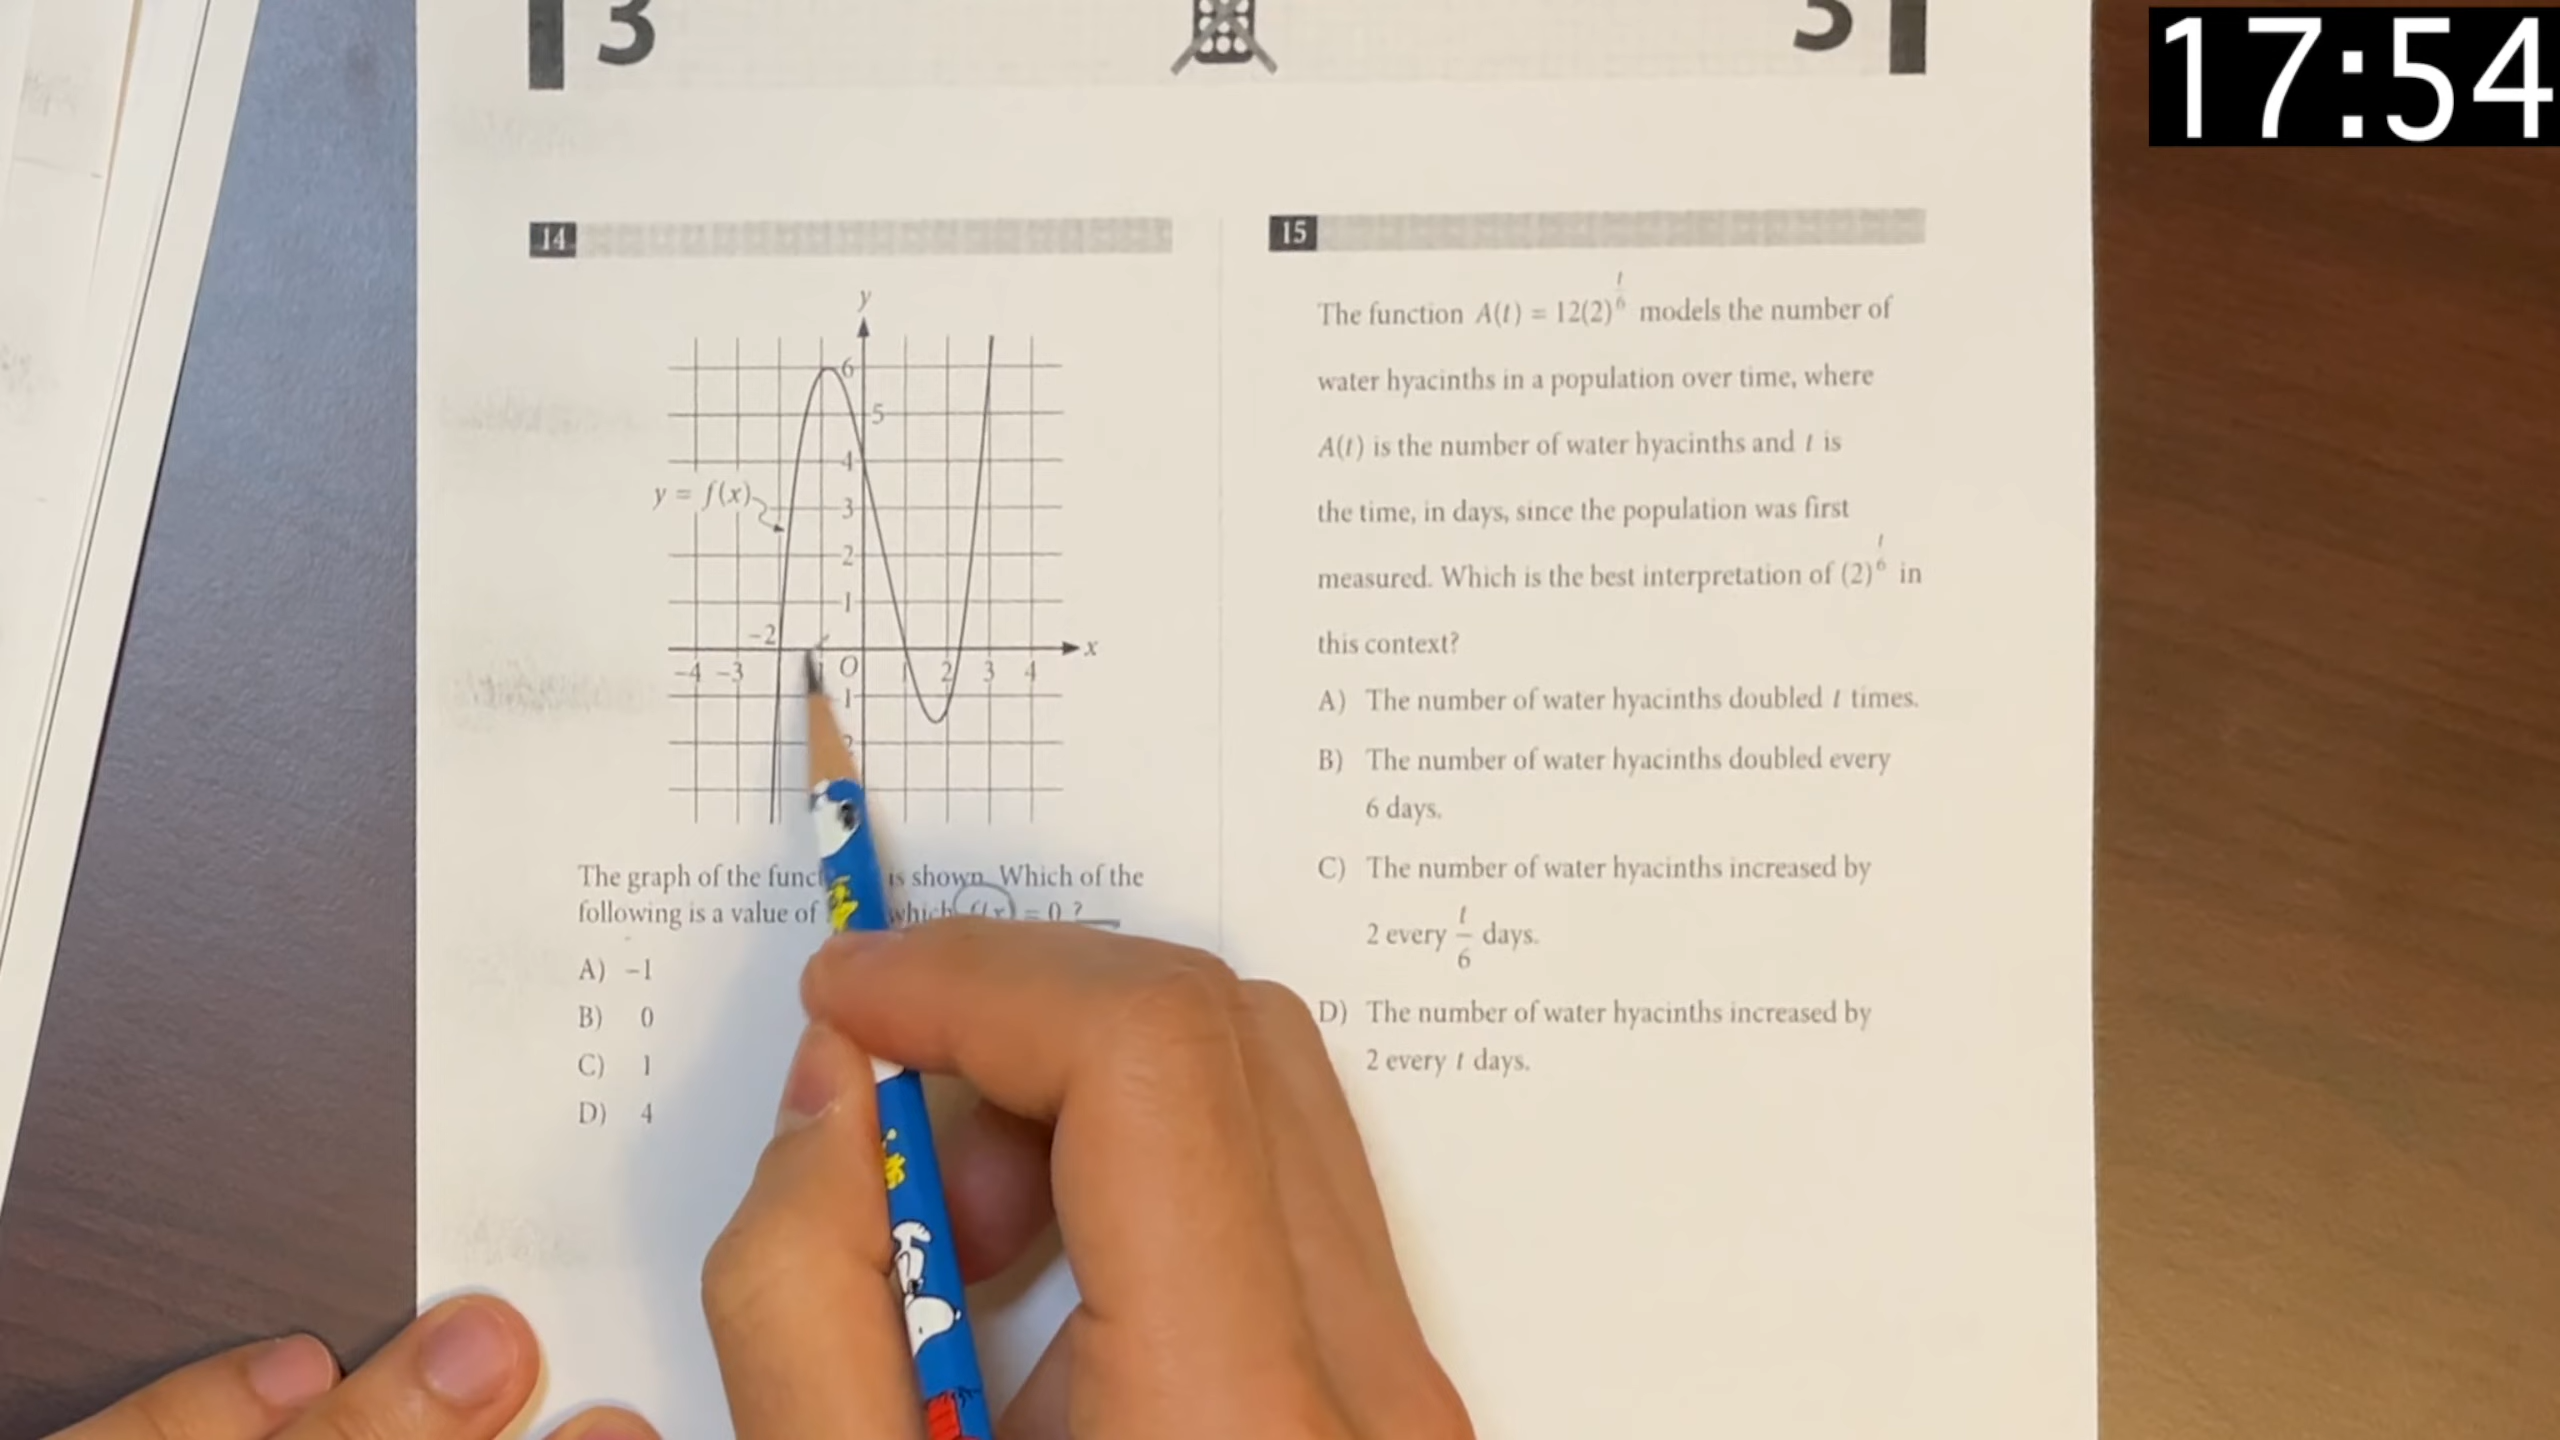 3
17:54
14
15
y
6
5
4
y = f(x)
3
2
1
-2
x
-4 -3
O
1 2 3 4
-1
The graph of the is shown. Which of the
following is a value of which f(x) = 0 ?
A) -1
B) 0
C) 1
D) 4
The function A(t) = 12(2)^(t/6) models the number of
water hyacinths in a population over time, where
A(t) is the number of water hyacinths and t is
the time, in days, since the population was first
measured. Which is the best interpretation of (2)^(t/6) in
this context?
A) The number of water hyacinths doubled t times.
B) The number of water hyacinths doubled every
6 days.
C) The number of water hyacinths increased by
2 every t/6 days.
D) The number of water hyacinths increased by
2 every t days.